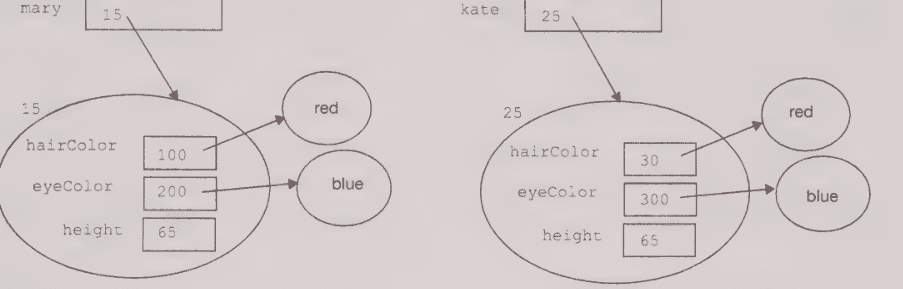 mary
15
15
hairColor
100
red
eyeColor
200
blue
height
65
kate
25
25
hairColor
30
red
eyeColor
300
blue
height
65